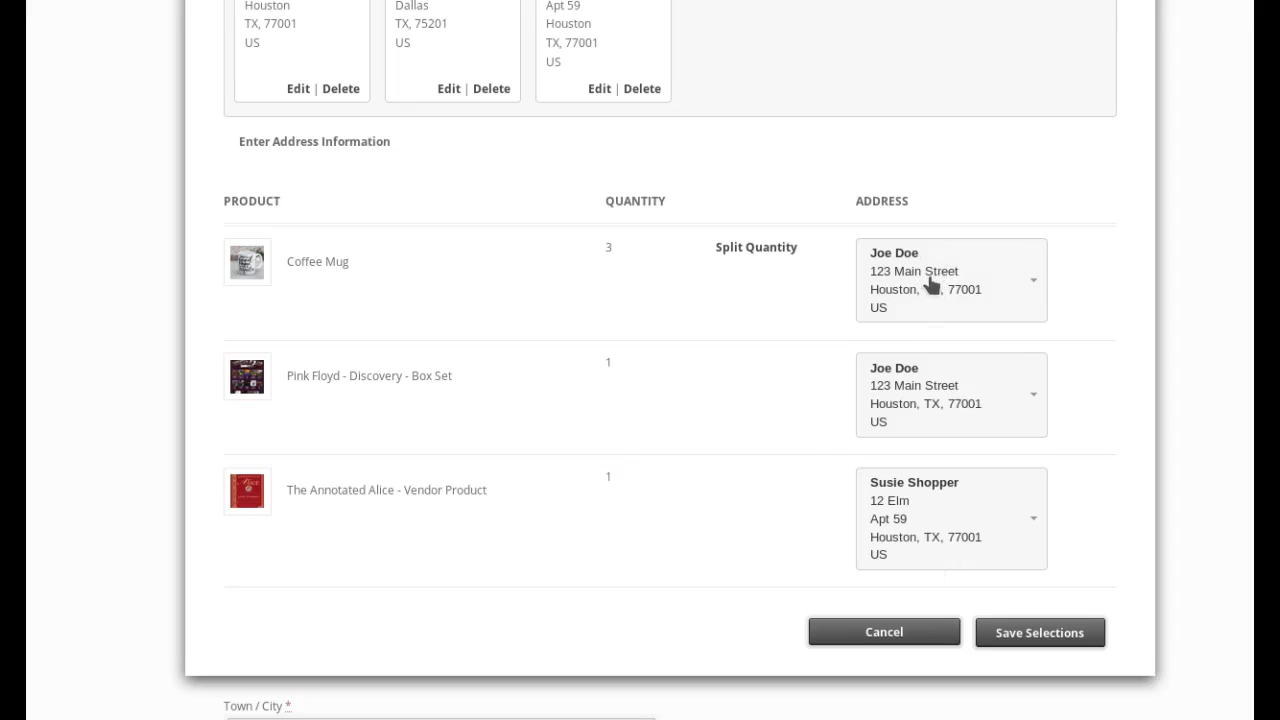 Houston
TX, 77001
US
Edit | Delete
Dallas
TX, 75201
US
Edit | Delete
Apt 59
Houston
TX, 77001
US
Edit | Delete
Enter Address Information
PRODUCT QUANTITY ADDRESS
Coffee Mug 3 Split Quantity
Joe Doe
123 Main Street
Houston, , 77001
US
Pink Floyd - Discovery - Box Set 1
Joe Doe
123 Main Street
Houston, TX, 77001
US
The Annotated Alice - Vendor Product 1
Susie Shopper
12 Elm
Apt 59
Houston, TX, 77001
US
Cancel Save Selections
Town / City *